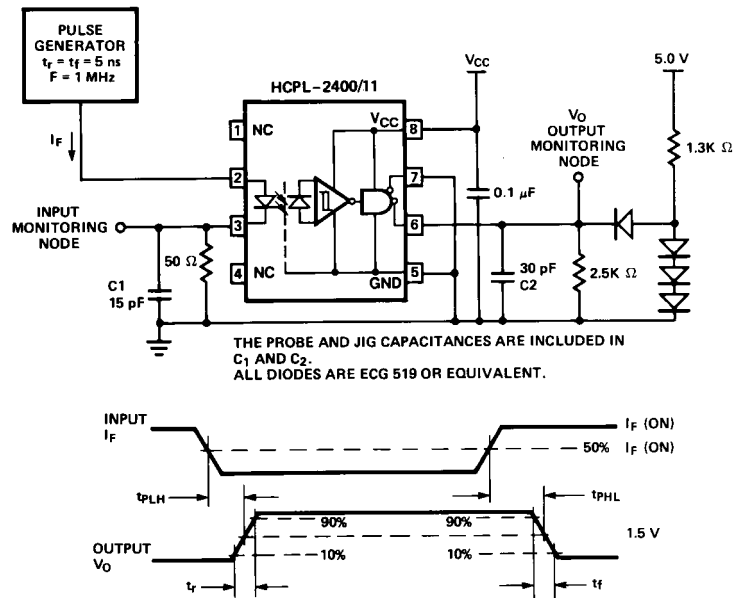 PULSE
GENERATOR
tr = tf = 5 ns
F = 1 MHz
IF
HCPL-2400/11
VCC
5.0 V
1
NC
VCC
8
VO
OUTPUT
MONITORING
NODE
1.3K Ω
2
7
0.1 μF
INPUT
MONITORING
NODE
3
6
50 Ω
4
NC
GND
5
30 pF
C2
2.5K Ω
C1
15 pF
THE PROBE AND JIG CAPACITANCES ARE INCLUDED IN
C1 AND C2.
ALL DIODES ARE ECG 519 OR EQUIVALENT.
INPUT
IF
IF (ON)
50% IF (ON)
tPLH
tPHL
90%
90%
1.5 V
OUTPUT
VO
10%
10%
tr
tf